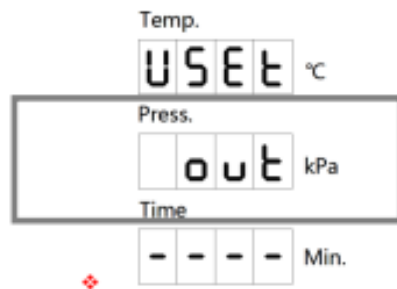 Temp.
USEt ℃
Press.
out kPa
Time
---- Min.